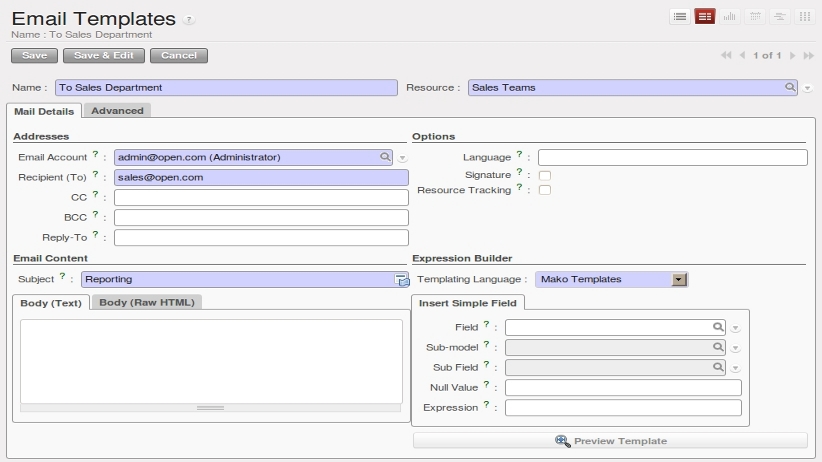 Email Templates ?
Name : To Sales Department
Save Save & Edit Cancel 1 of 1
Name : To Sales Department Resource : Sales Teams
Mail Details Advanced
Addresses Options
Email Account ? : admin@open.com (Administrator) Language ? :
Recipient (To) ? : sales@open.com Signature ? :
CC ? : Resource Tracking ? :
BCC ? :
Reply-To ? :
Email Content Expression Builder
Subject ? : Reporting Templating Language : Mako Templates
Body (Text) Body (Raw HTML) Insert Simple Field
Field ? :
Sub-model ? :
Sub Field ? :
Null Value ? :
Expression ? :
Preview Template